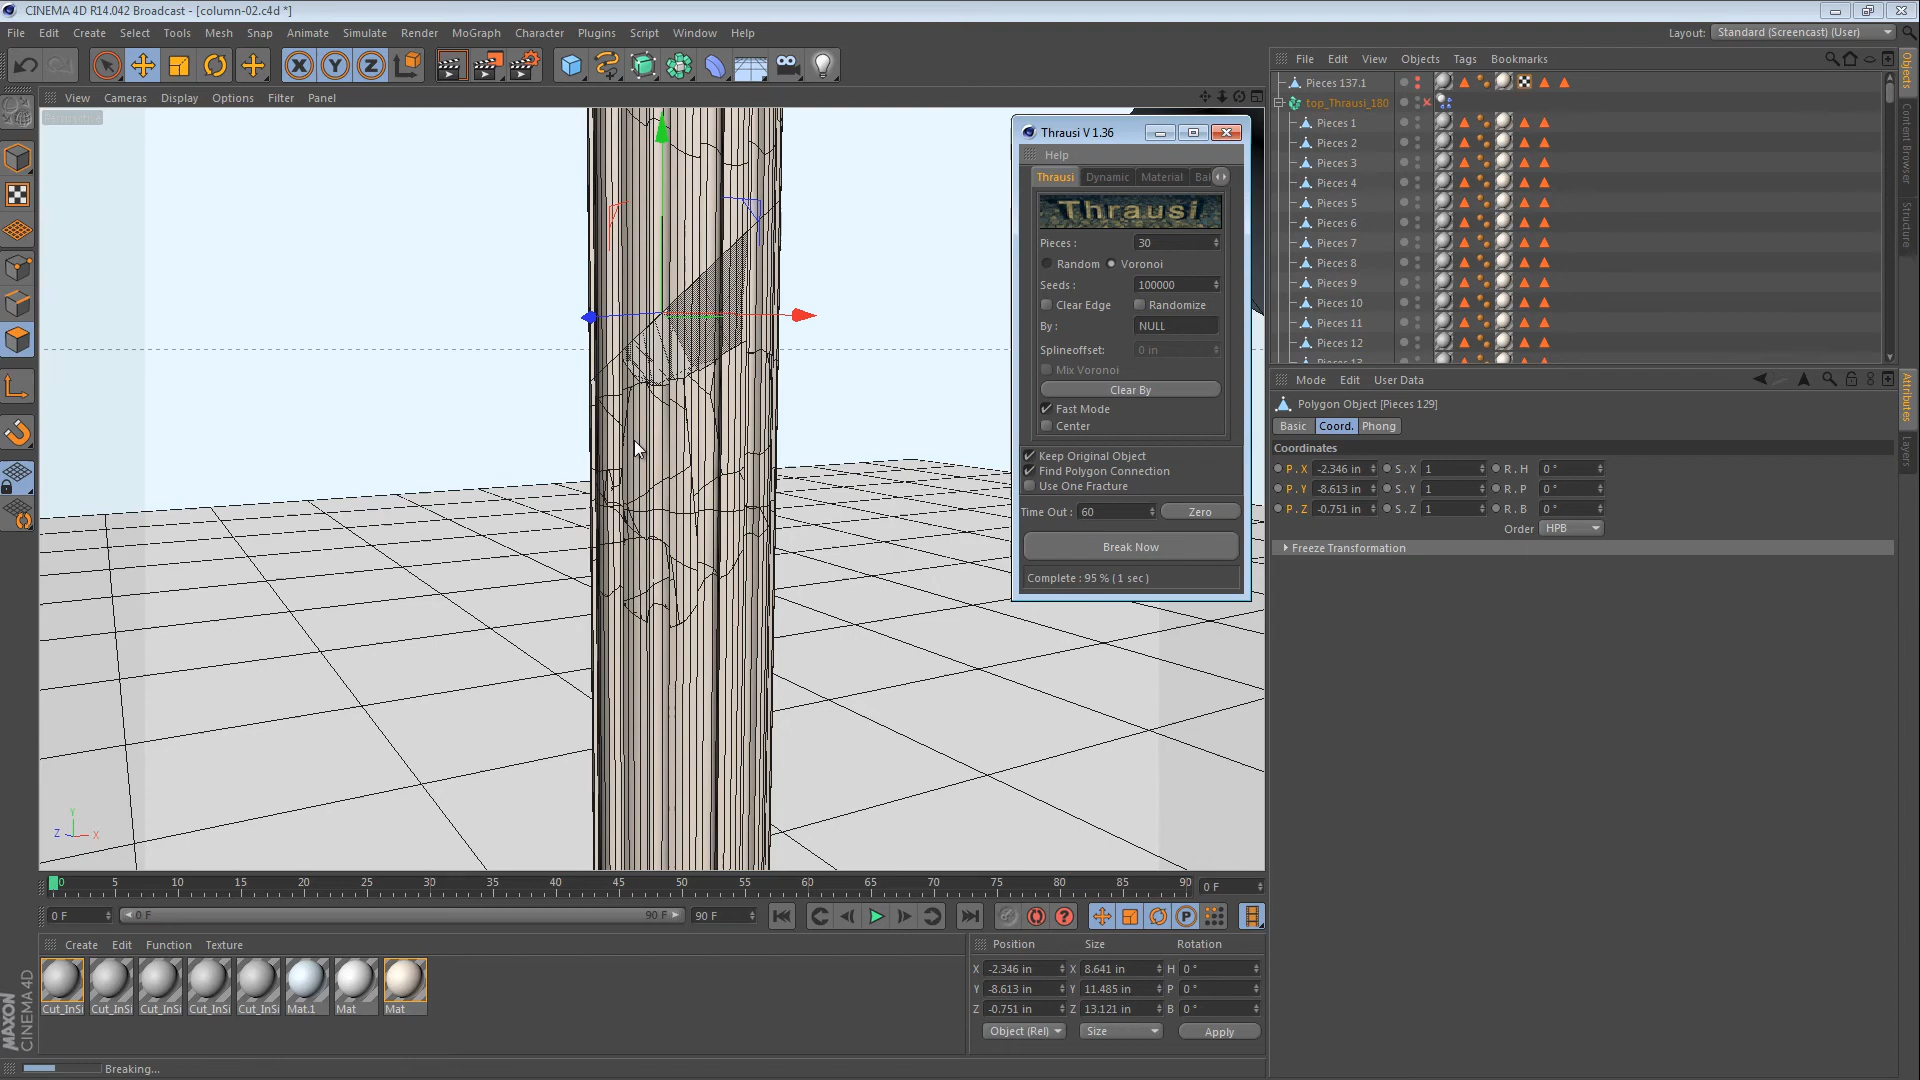 CINEMA 4D R14.042 Broadcast - [column-02.c4d *]
File Edit Create Select Tools Mesh Snap Animate Simulate Render MoGraph Character Plugins Script Window Help
Layout: Standard (Screencast) (User)
X Y Z
File Edit View Objects Tags Bookmarks
Objects
Content Browser
Structure
View Cameras Display Options Filter Panel
Perspective
Pieces 137.1
top_Thrausi_180
Pieces 1
Pieces 2
Pieces 3
Pieces 4
Pieces 5
Pieces 6
Pieces 7
Pieces 8
Pieces 9
Pieces 10
Pieces 11
Pieces 12
Pieces 13
Thrausi V 1.36
Help
Thrausi Dynamic Material Bal
Thrausi
Pieces : 30
Random Voronoi
Seeds : 100000
Clear Edge Randomize
By : NULL
Splineoffset: 0 in
Mix Voronoi
Clear By
Fast Mode
Center
Keep Original Object
Find Polygon Connection
Use One Fracture
Time Out : 60 Zero
Break Now
Complete : 95 % ( 1 sec )
Mode Edit User Data
Attributes
Layers
Polygon Object [Pieces 129]
Basic Coord. Phong
Coordinates
P . X -2.346 in S . X 1 R . H 0 °
P . Y -8.613 in S . Y 1 R . P 0 °
P . Z -0.751 in S . Z 1 R . B 0 °
Order HPB
Freeze Transformation
Y
Z X
0 5 10 15 20 25 30 35 40 45 50 55 60 65 70 75 80 85 90 0 F
0 F 0 F 90 F 90 F
? P
Create Edit Function Texture
Cut_InSi Cut_InSi Cut_InSi Cut_InSi Cut_InSi Mat.1 Mat Mat
Position Size Rotation
X -2.346 in X 8.641 in H 0 °
Y -8.613 in Y 11.485 in P 0 °
Z -0.751 in Z 13.121 in B 0 °
Object (Rel) Size Apply
MAXON
CINEMA 4D
Breaking...